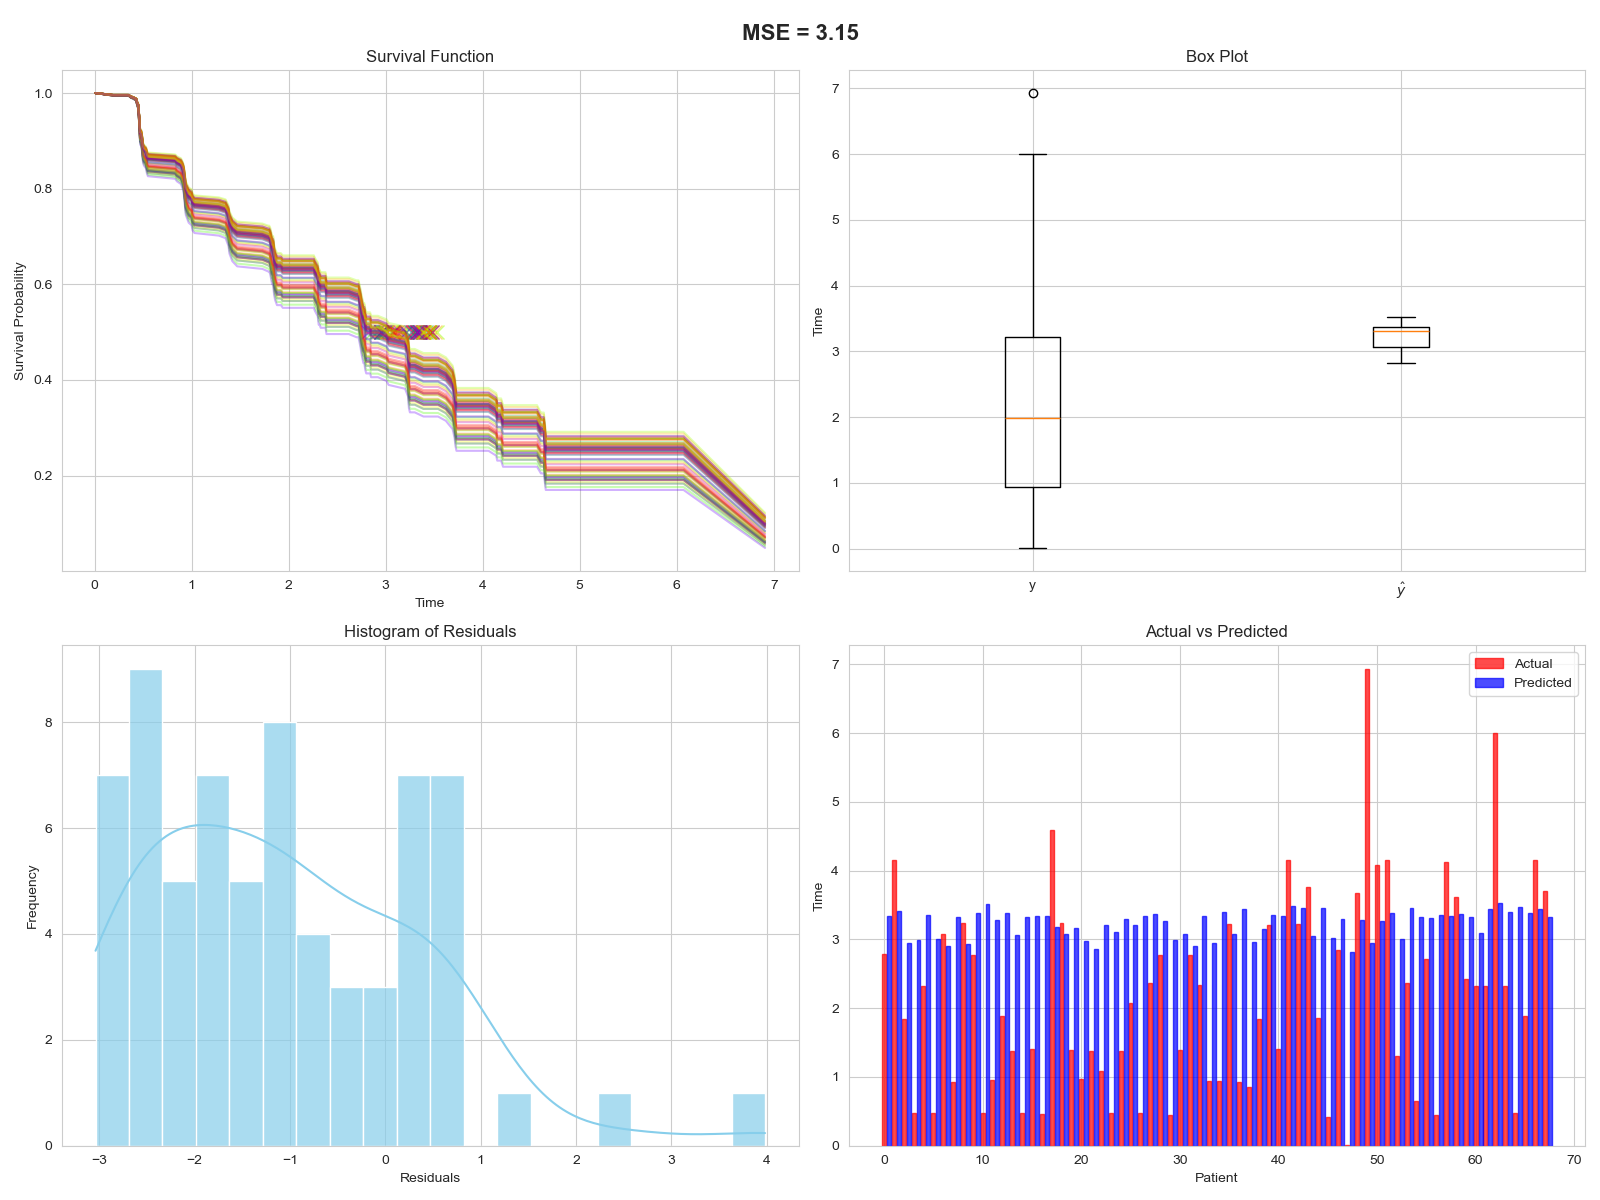 MSE = 3.15
Survival Function
Survival Probability
1.0
0.8
0.6
0.4
0.2
0 1 2 3 4 5 6 7
Time
Box Plot
Time
7
6
5
4
3
2
1
0
y ŷ
Histogram of Residuals
Frequency
8
6
4
2
0
−3 −2 −1 0 1 2 3 4
Residuals
Actual vs Predicted
Actual
Predicted
Time
7
6
5
4
3
2
1
0
0 10 20 30 40 50 60 70
Patient